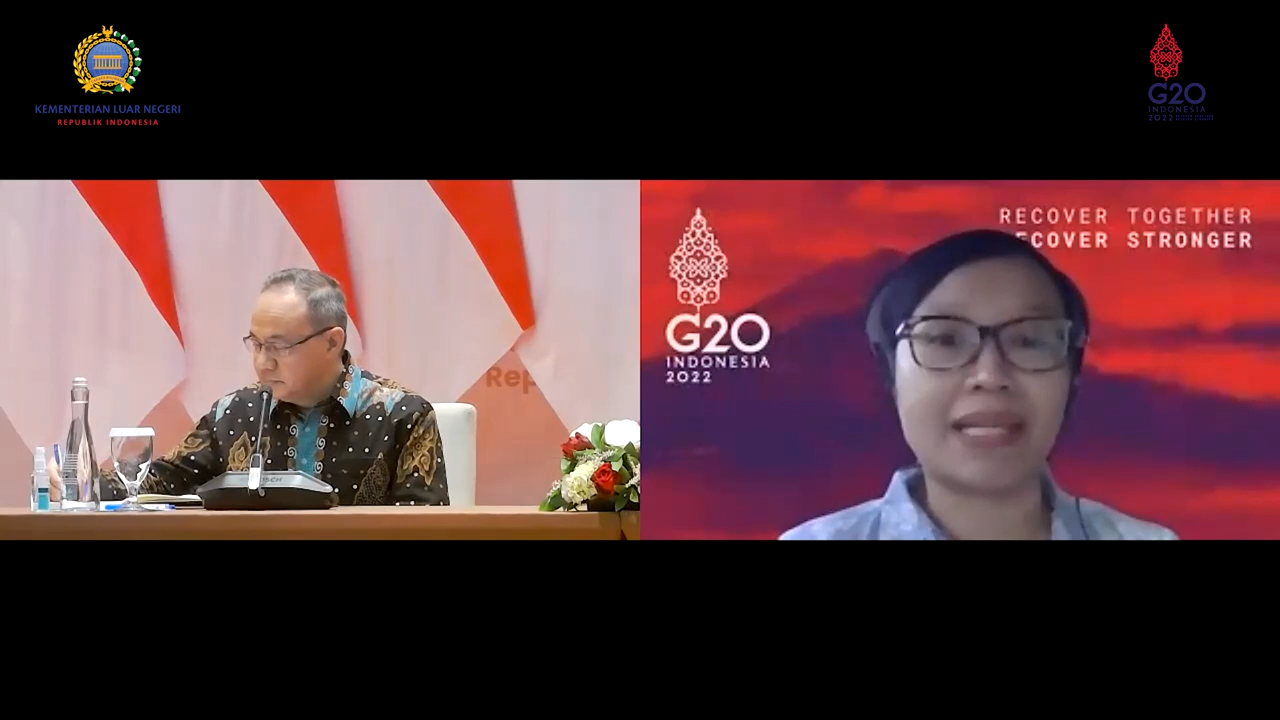 KEMENTERIAN LUAR NEGERI
REPUBLIK INDONESIA
G20
INDONESIA
2022
Rep
G20
INDONESIA
2022
RECOVER TOGETHER
ECOVER STRONGER